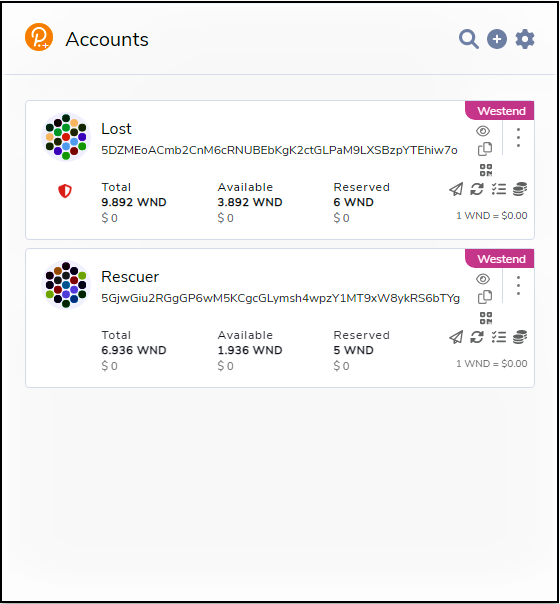 Accounts
Westend
Lost
5DZMEoACmb2CnM6cRNUBEbKgK2ctGLPaM9LXSBzpYTEhiw7o
Total Available Reserved
9.892 WND 3.892 WND 6 WND
$ 0 $ 0 $ 0 1 WND = $0.00
Westend
Rescuer
5GjwGiu2RGgGP6wM5KCgcGLymsh4wpzY1MT9xW8ykRS6bTYg
Total Available Reserved
6.936 WND 1.936 WND 5 WND
$ 0 $ 0 $ 0 1 WND = $0.00